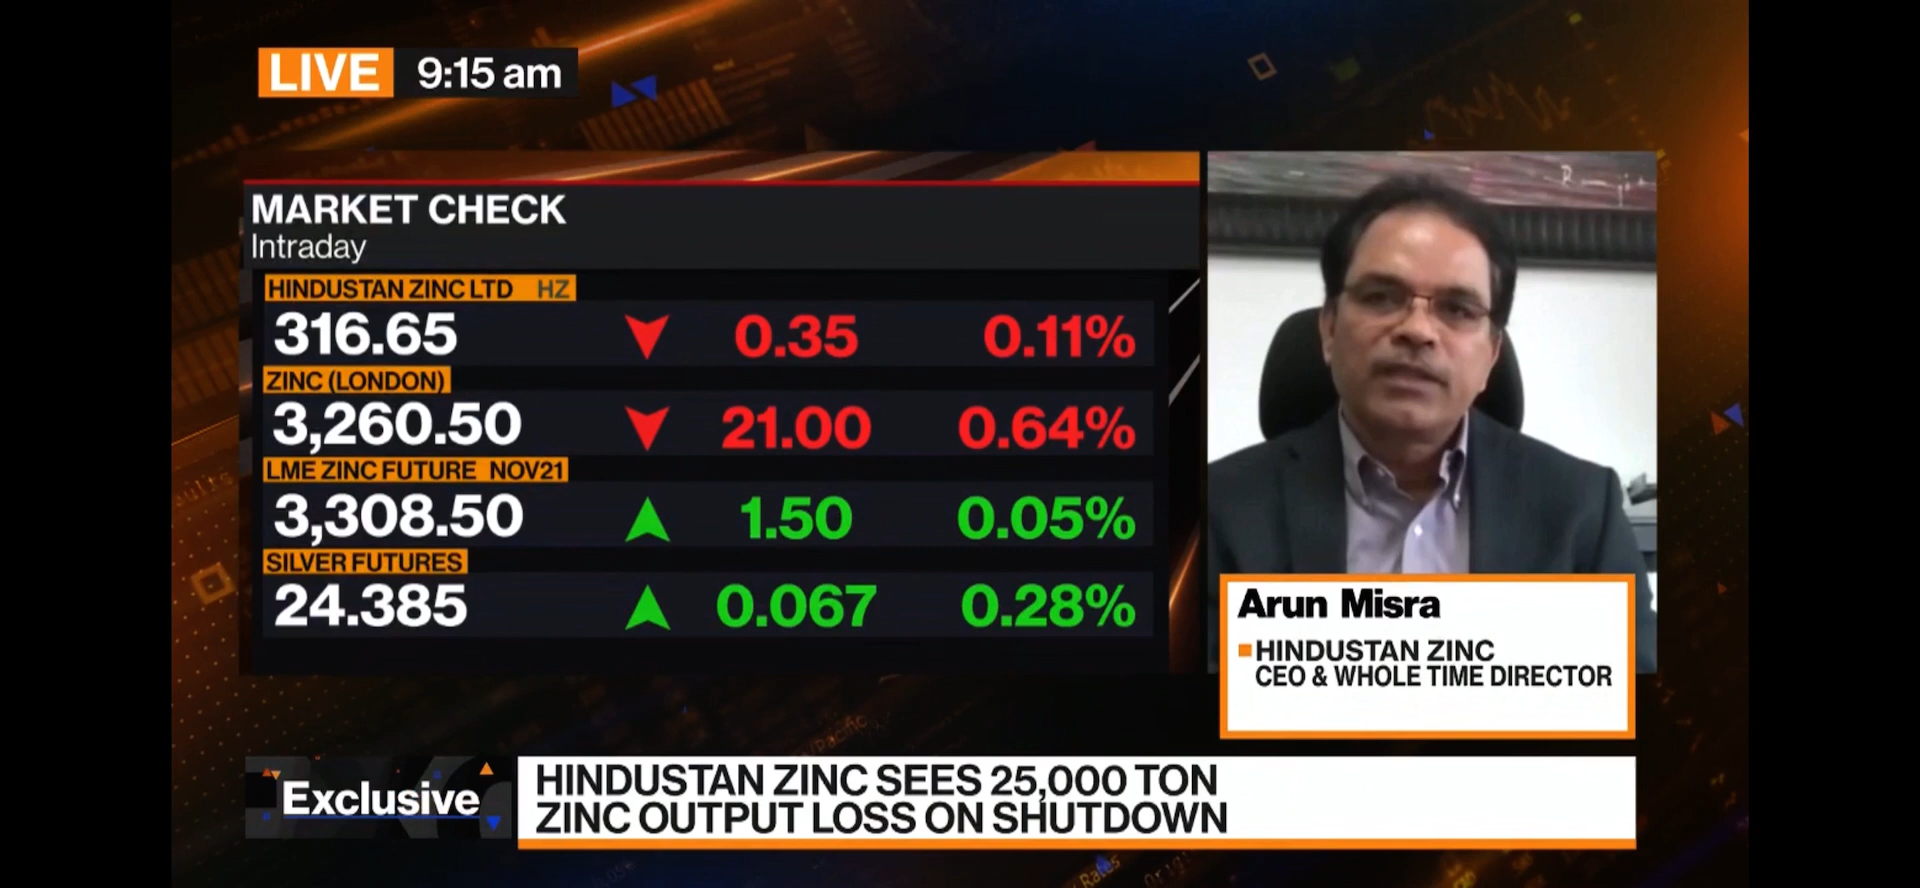 LIVE 9:15 am
MARKET CHECK
Intraday
HINDUSTAN ZINC LTD HZ
316.65 0.35 0.11%
ZINC (LONDON)
3,260.50 21.00 0.64%
LME ZINC FUTURE NOV21
3,308.50 1.50 0.05%
SILVER FUTURES
24.385 0.067 0.28%
Arun Misra
HINDUSTAN ZINC
CEO & WHOLE TIME DIRECTOR
Exclusive
HINDUSTAN ZINC SEES 25,000 TON
ZINC OUTPUT LOSS ON SHUTDOWN
Rates